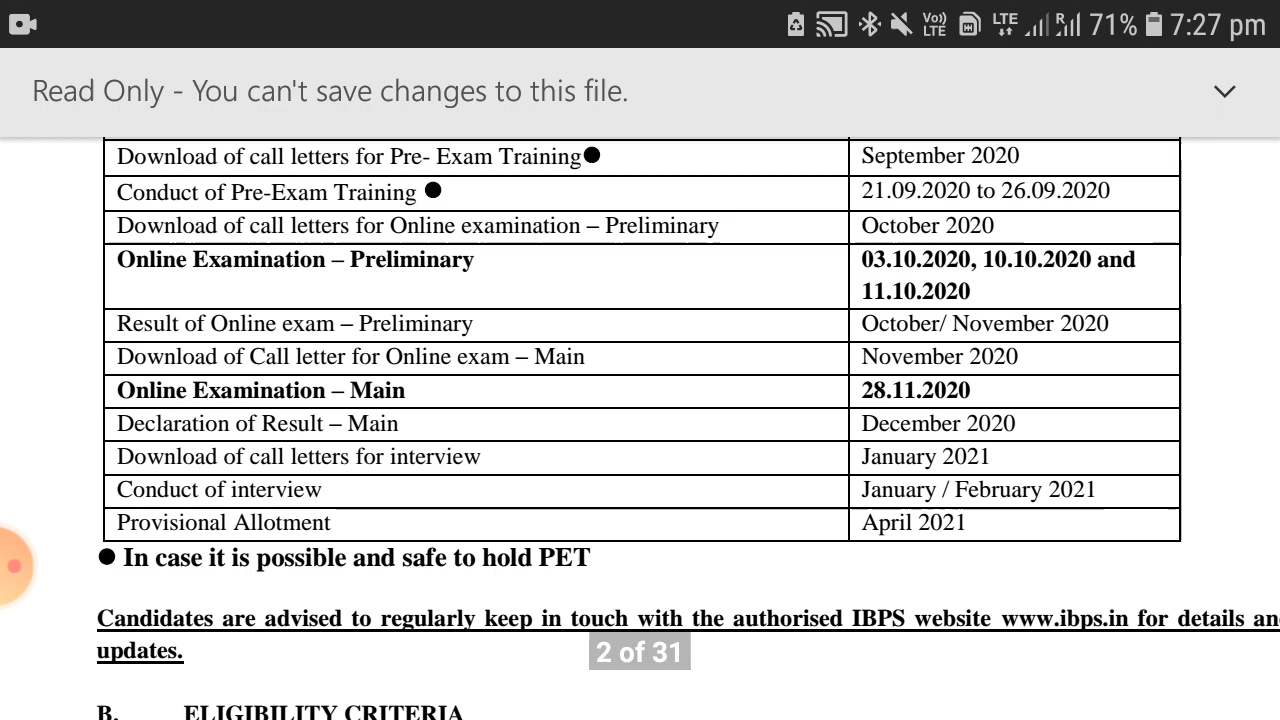 Vo))
LTE
LTE
R
71%
7:27 pm
Read Only - You can't save changes to this file.
Download of call letters for Pre- Exam Training● September 2020
Conduct of Pre-Exam Training ● 21.09.2020 to 26.09.2020
Download of call letters for Online examination – Preliminary October 2020
Online Examination – Preliminary 03.10.2020, 10.10.2020 and
11.10.2020
Result of Online exam – Preliminary October/ November 2020
Download of Call letter for Online exam – Main November 2020
Online Examination – Main 28.11.2020
Declaration of Result – Main December 2020
Download of call letters for interview January 2021
Conduct of interview January / February 2021
Provisional Allotment April 2021
● In case it is possible and safe to hold PET
Candidates are advised to regularly keep in touch with the authorised IBPS website www.ibps.in for details an
updates.
2 of 31
B. ELIGIBILITY CRITERIA